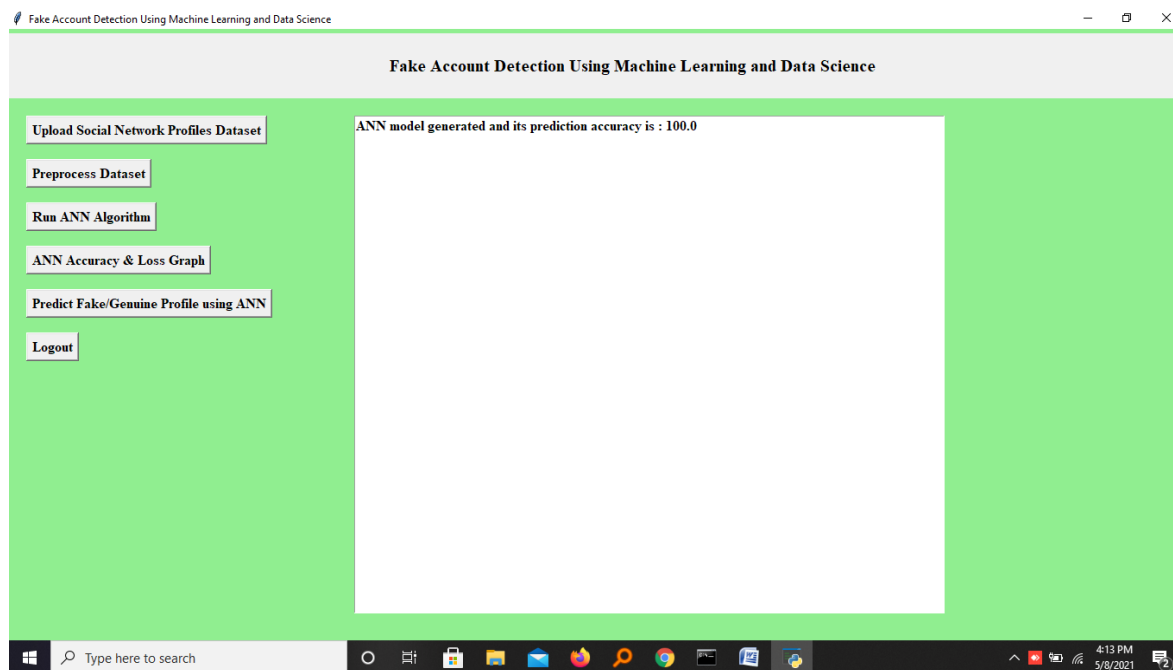 Fake Account Detection Using Machine Learning and Data Science
Fake Account Detection Using Machine Learning and Data Science
Upload Social Network Profiles Dataset
ANN model generated and its prediction accuracy is : 100.0
Preprocess Dataset
Run ANN Algorithm
ANN Accuracy & Loss Graph
Predict Fake/Genuine Profile using ANN
Logout
Type here to search
4:13 PM
5/8/2021
2